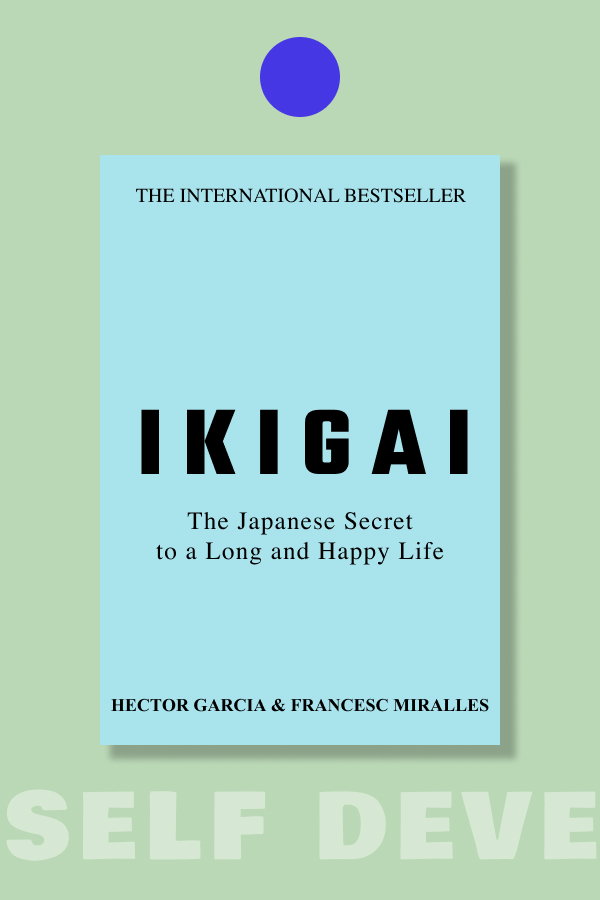 THE INTERNATIONAL BESTSELLER
IKIGAI
The Japanese Secret
to a Long and Happy Life
HECTOR GARCIA & FRANCESC MIRALLES
SELF DEVE